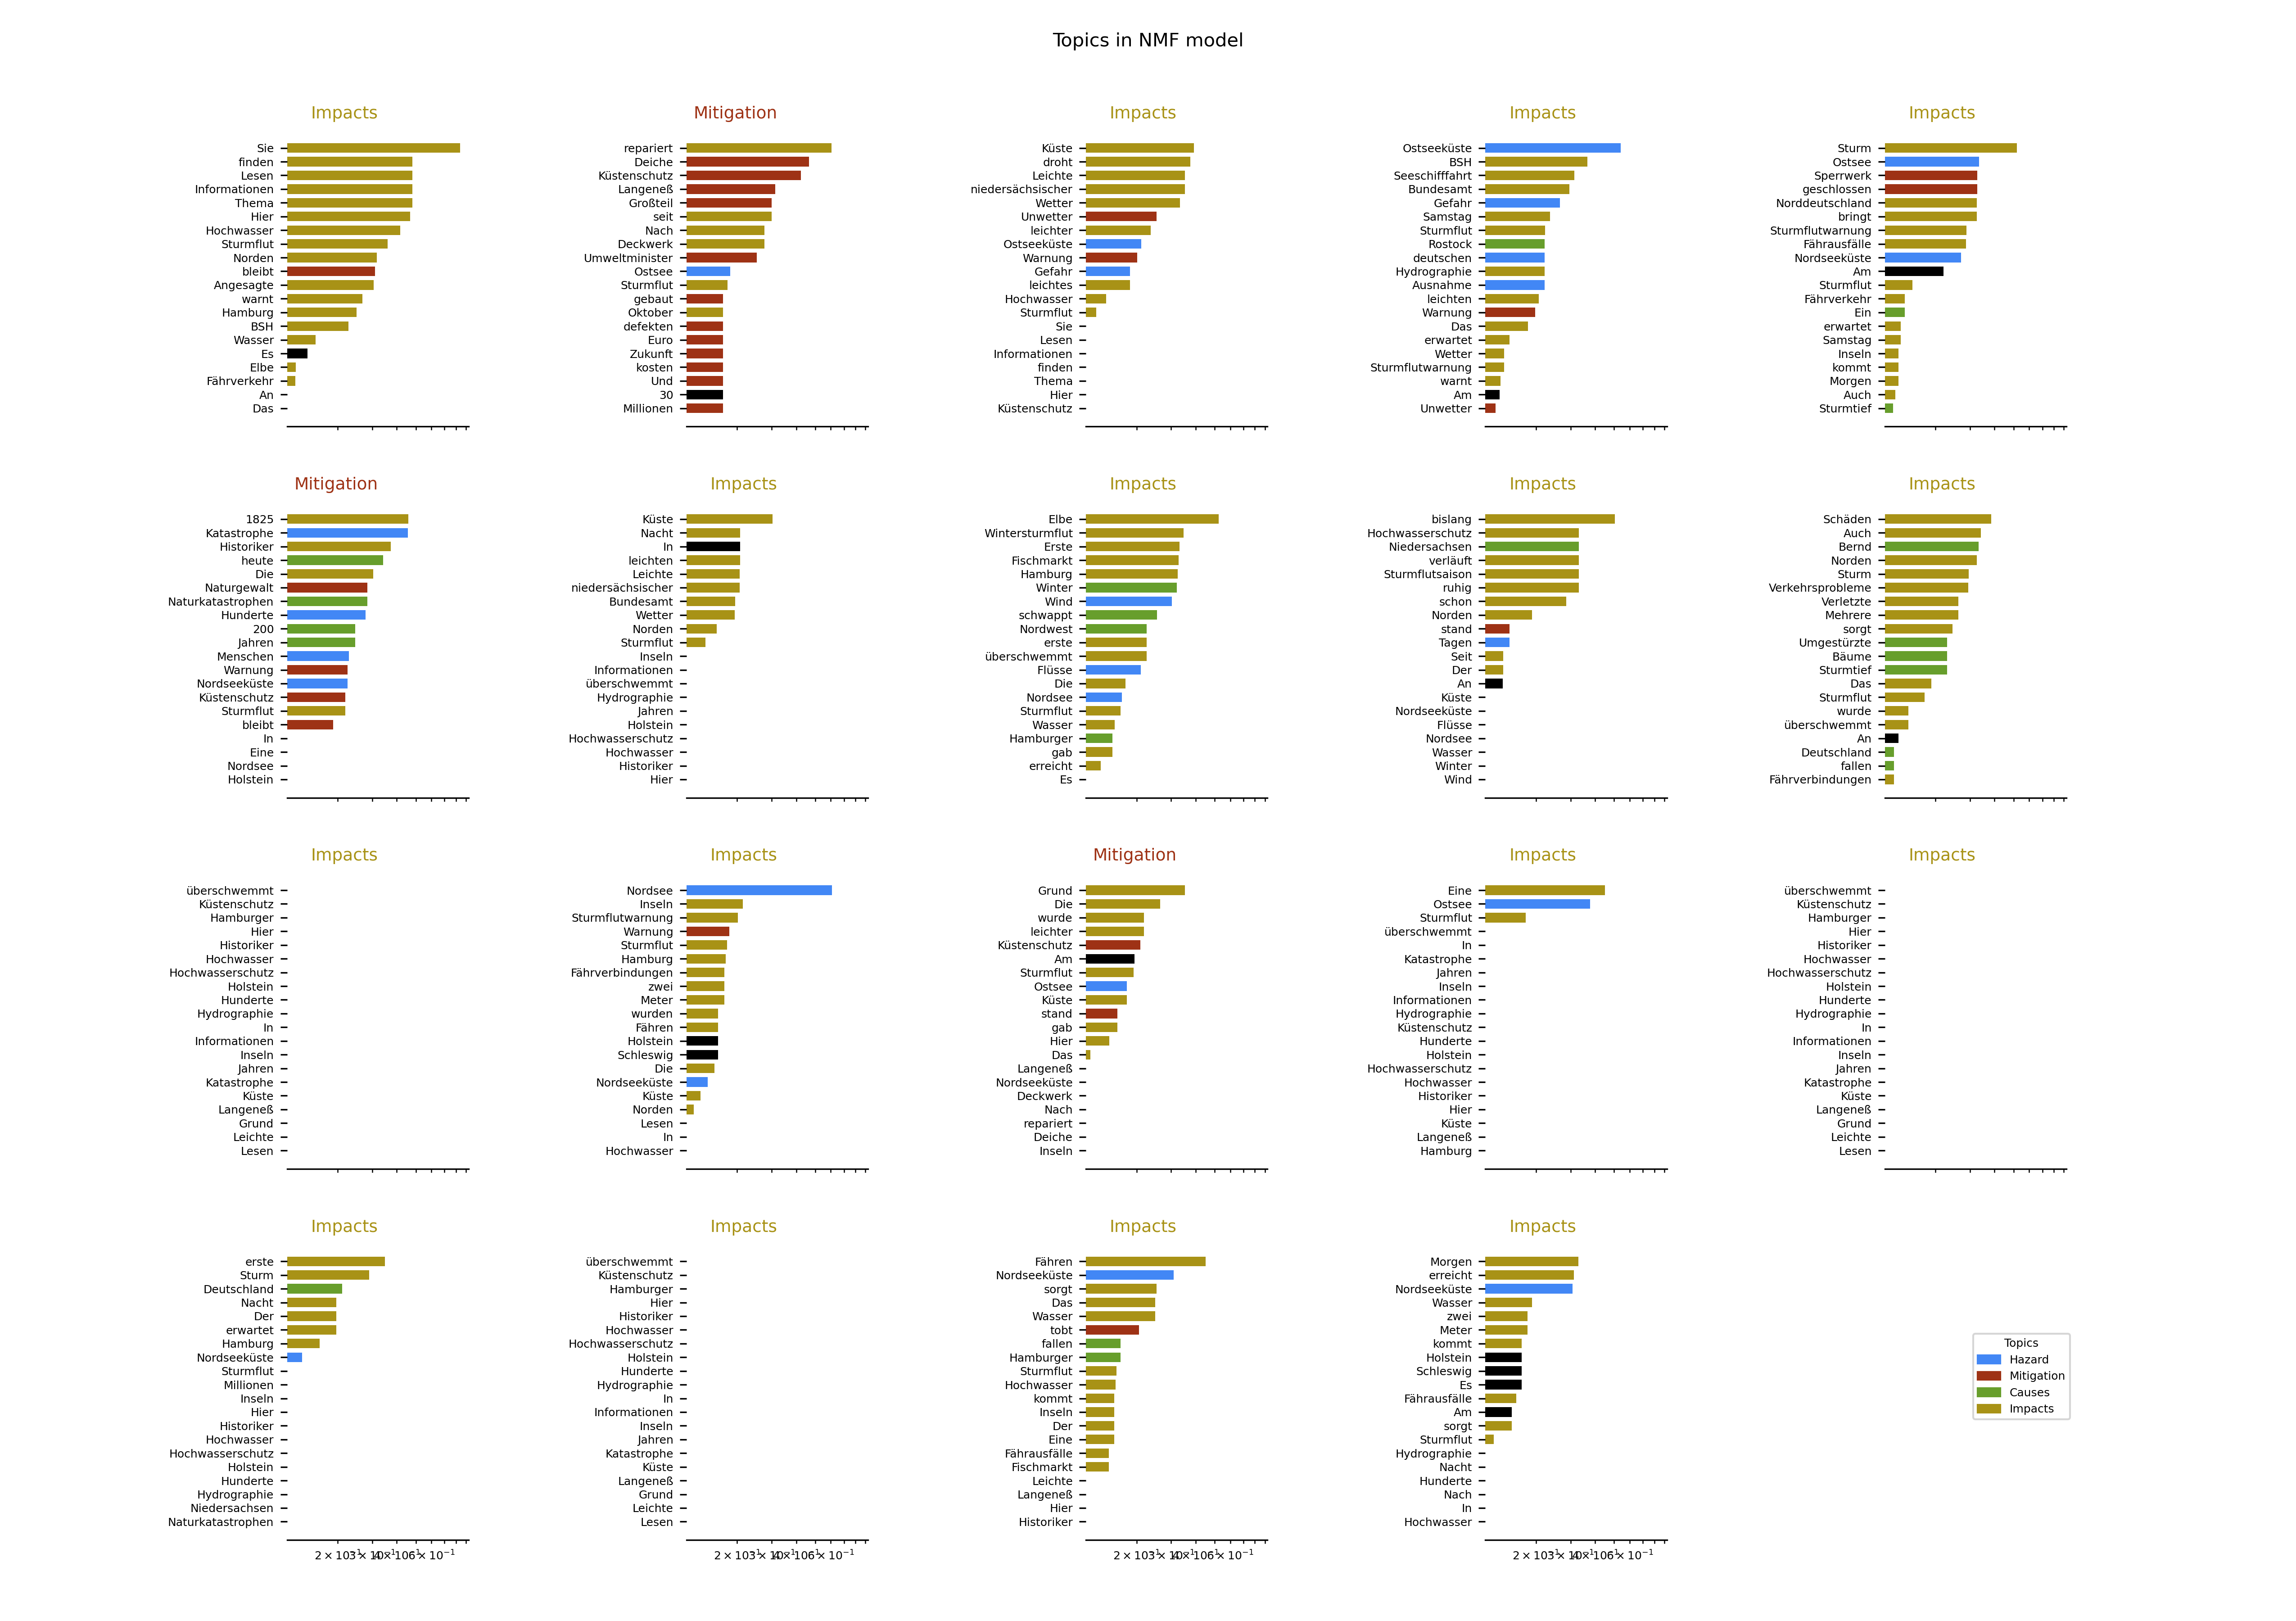 Topics in NMF model
Impacts
Sie
finden
Lesen
Informationen
Thema
Hier
Hochwasser
Sturmflut
Norden
bleibt
Angesagte
warnt
Hamburg
BSH
Wasser
Es
Elbe
Fährverkehr
An
Das
Mitigation
repariert
Deiche
Küstenschutz
Langeneß
Großteil
seit
Nach
Deckwerk
Umweltminister
Ostsee
Sturmflut
gebaut
Oktober
defekten
Euro
Zukunft
kosten
Und
30
Millionen
Impacts
Küste
droht
Leichte
niedersächsischer
Wetter
Unwetter
leichter
Ostseeküste
Warnung
Gefahr
leichtes
Hochwasser
Sturmflut
Sie
Lesen
Informationen
finden
Thema
Hier
Küstenschutz
Impacts
Ostseeküste
BSH
Seeschifffahrt
Bundesamt
Gefahr
Samstag
Sturmflut
Rostock
deutschen
Hydrographie
Ausnahme
leichten
Warnung
Das
erwartet
Wetter
Sturmflutwarnung
warnt
Am
Unwetter
Impacts
Sturm
Ostsee
Sperrwerk
geschlossen
Norddeutschland
bringt
Sturmflutwarnung
Fährausfälle
Nordseeküste
Am
Sturmflut
Fährverkehr
Ein
erwartet
Samstag
Inseln
kommt
Morgen
Auch
Sturmtief
Mitigation
1825
Katastrophe
Historiker
heute
Die
Naturgewalt
Naturkatastrophen
Hunderte
200
Jahren
Menschen
Warnung
Nordseeküste
Küstenschutz
Sturmflut
bleibt
In
Eine
Nordsee
Holstein
Impacts
Küste
Nacht
In
leichten
Leichte
niedersächsischer
Bundesamt
Wetter
Norden
Sturmflut
Inseln
Informationen
überschwemmt
Hydrographie
Jahren
Holstein
Hochwasserschutz
Hochwasser
Historiker
Hier
Impacts
Elbe
Wintersturmflut
Erste
Fischmarkt
Hamburg
Winter
Wind
schwappt
Nordwest
erste
überschwemmt
Flüsse
Die
Nordsee
Sturmflut
Wasser
Hamburger
gab
erreicht
Es
Impacts
bislang
Hochwasserschutz
Niedersachsen
verläuft
Sturmflutsaison
ruhig
schon
Norden
stand
Tagen
Seit
Der
An
Küste
Nordseeküste
Flüsse
Nordsee
Wasser
Winter
Wind
Impacts
Schäden
Auch
Bernd
Norden
Sturm
Verkehrsprobleme
Verletzte
Mehrere
sorgt
Umgestürzte
Bäume
Sturmtief
Das
Sturmflut
wurde
überschwemmt
An
Deutschland
fallen
Fährverbindungen
Impacts
überschwemmt
Küstenschutz
Hamburger
Hier
Historiker
Hochwasser
Hochwasserschutz
Holstein
Hunderte
Hydrographie
In
Informationen
Inseln
Jahren
Katastrophe
Küste
Langeneß
Grund
Leichte
Lesen
Impacts
Nordsee
Inseln
Sturmflutwarnung
Warnung
Sturmflut
Hamburg
Fährverbindungen
zwei
Meter
wurden
Fähren
Holstein
Schleswig
Die
Nordseeküste
Küste
Norden
Lesen
In
Hochwasser
Mitigation
Grund
Die
wurde
leichter
Küstenschutz
Am
Sturmflut
Ostsee
Küste
stand
gab
Hier
Das
Langeneß
Nordseeküste
Deckwerk
Nach
repariert
Deiche
Inseln
Impacts
Eine
Ostsee
Sturmflut
überschwemmt
In
Katastrophe
Jahren
Inseln
Informationen
Hydrographie
Küstenschutz
Hunderte
Holstein
Hochwasserschutz
Hochwasser
Historiker
Hier
Küste
Langeneß
Hamburg
Impacts
überschwemmt
Küstenschutz
Hamburger
Hier
Historiker
Hochwasser
Hochwasserschutz
Holstein
Hunderte
Hydrographie
In
Informationen
Inseln
Jahren
Katastrophe
Küste
Langeneß
Grund
Leichte
Lesen
Impacts
erste
Sturm
Deutschland
Nacht
Der
erwartet
Hamburg
Nordseeküste
Sturmflut
Millionen
Inseln
Hier
Historiker
Hochwasser
Hochwasserschutz
Holstein
Hunderte
Hydrographie
Niedersachsen
Naturkatastrophen
Impacts
überschwemmt
Küstenschutz
Hamburger
Hier
Historiker
Hochwasser
Hochwasserschutz
Holstein
Hunderte
Hydrographie
In
Informationen
Inseln
Jahren
Katastrophe
Küste
Langeneß
Grund
Leichte
Lesen
Impacts
Fähren
Nordseeküste
sorgt
Das
Wasser
tobt
fallen
Hamburger
Sturmflut
Hochwasser
kommt
Inseln
Der
Eine
Fährausfälle
Fischmarkt
Leichte
Langeneß
Hier
Historiker
Impacts
Morgen
erreicht
Nordseeküste
Wasser
zwei
Meter
kommt
Holstein
Schleswig
Es
Fährausfälle
Am
sorgt
Sturmflut
Hydrographie
Nacht
Hunderte
Nach
In
Hochwasser
Topics
Hazard
Mitigation
Causes
Impacts